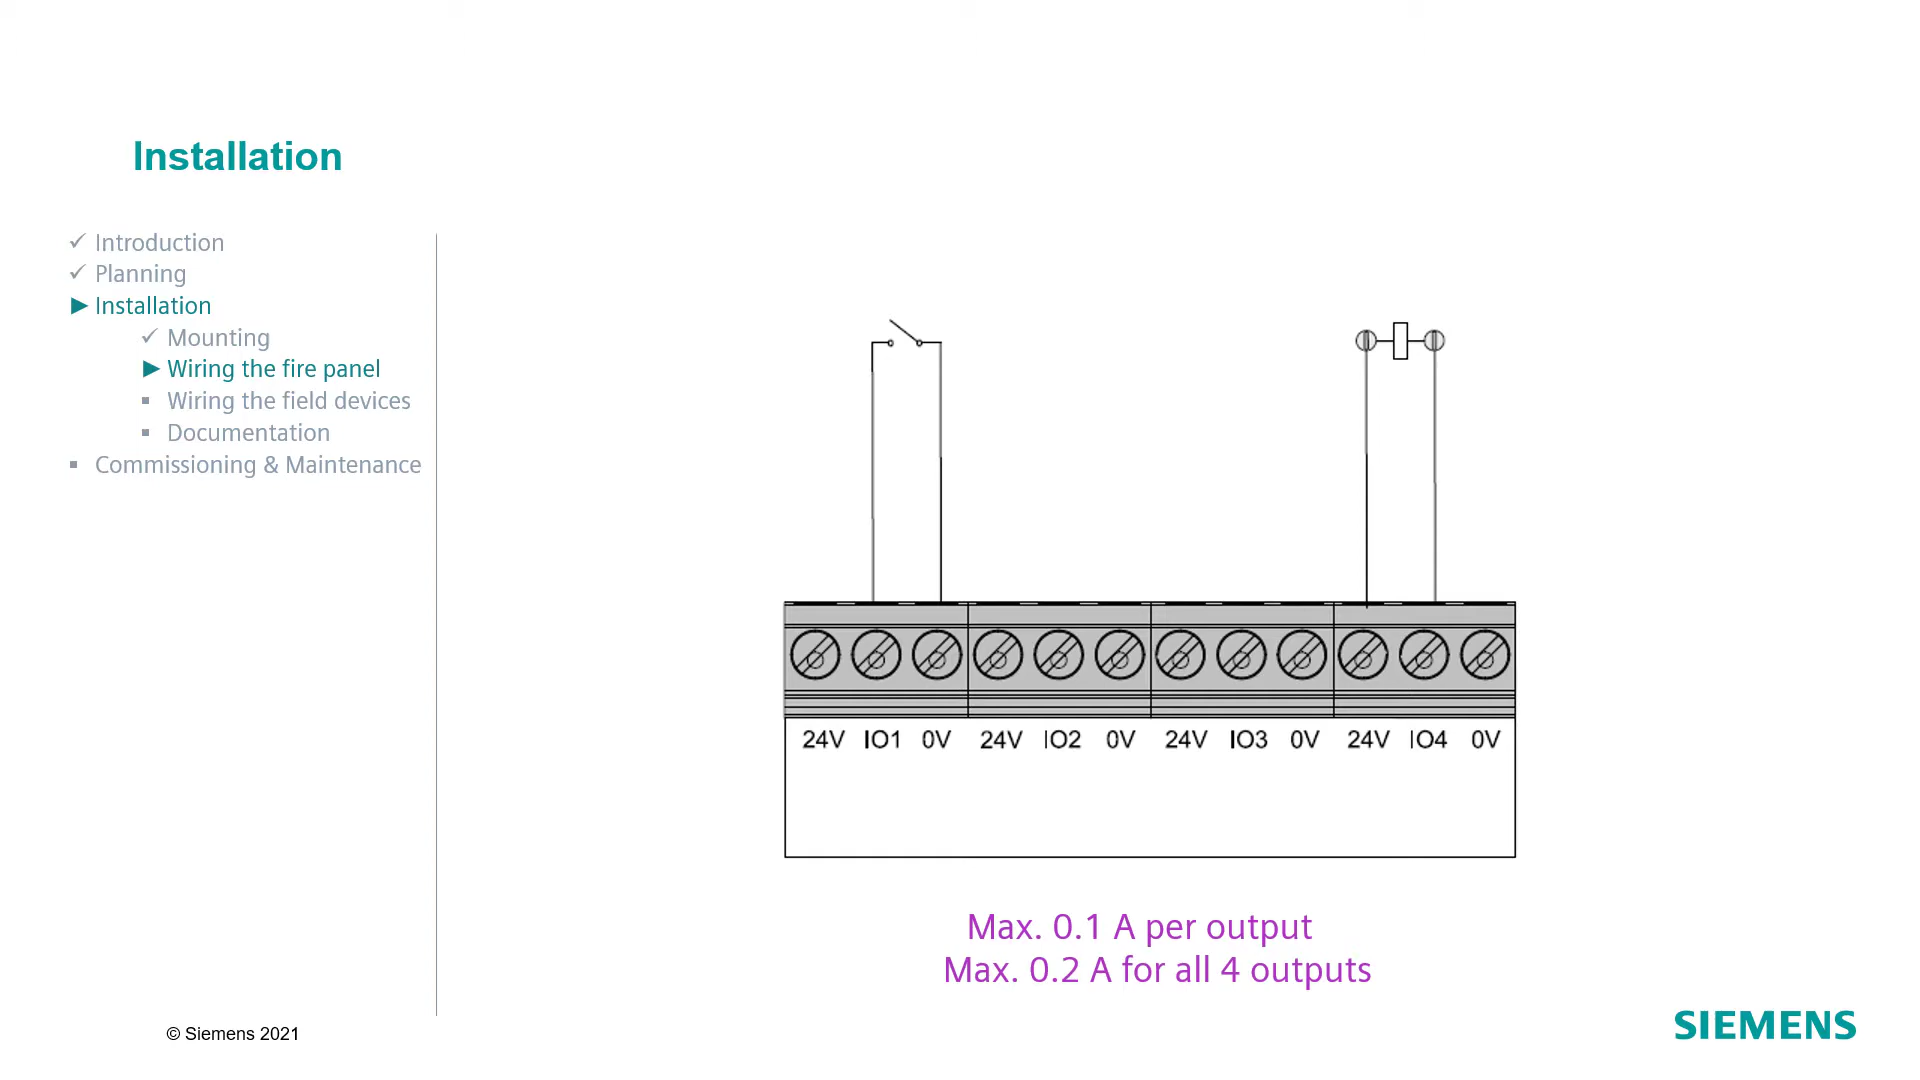 Installation
Introduction
Planning
Installation
Mounting
Wiring the fire panel
Wiring the field devices
Documentation
Commissioning & Maintenance
24V IO1 0V 24V IO2 0V 24V IO3 0V 24V IO4 0V
Max. 0.1 A per output
Max. 0.2 A for all 4 outputs
© Siemens 2021
SIEMENS